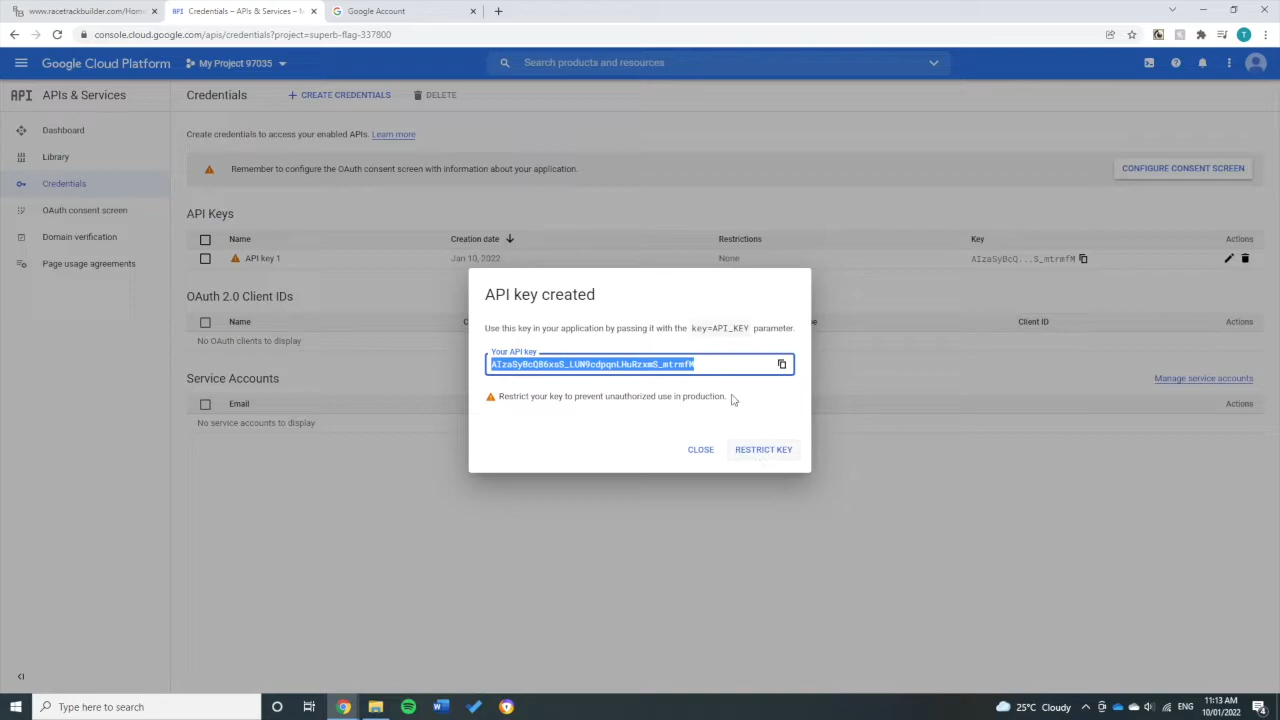 www.racetrackbuilder.com/Hom
Credentials – APIs & Services – M
Google Account
console.cloud.google.com/apis/credentials?project=superb-flag-337800
T
Google Cloud Platform
My Project 97035
Search products and resources
API APIs & Services
Credentials
CREATE CREDENTIALS
DELETE
Dashboard
Library
Credentials
OAuth consent screen
Domain verification
Page usage agreements
Create credentials to access your enabled APIs. Learn more
Remember to configure the OAuth consent screen with information about your application.
CONFIGURE CONSENT SCREEN
API Keys
Name Creation date Restrictions Key Actions
API key 1 Jan 10, 2022 None AIzaSyBcQ...S_mtrmfM
OAuth 2.0 Client IDs
Name Client ID Actions
No OAuth clients to display
Service Accounts
Manage service accounts
Email Actions
No service accounts to display
API key created
Use this key in your application by passing it with the key=API_KEY parameter.
Your API key
Restrict your key to prevent unauthorized use in production.
CLOSE
RESTRICT KEY
Type here to search
25°C Cloudy
ENG
11:13 AM
10/01/2022
4